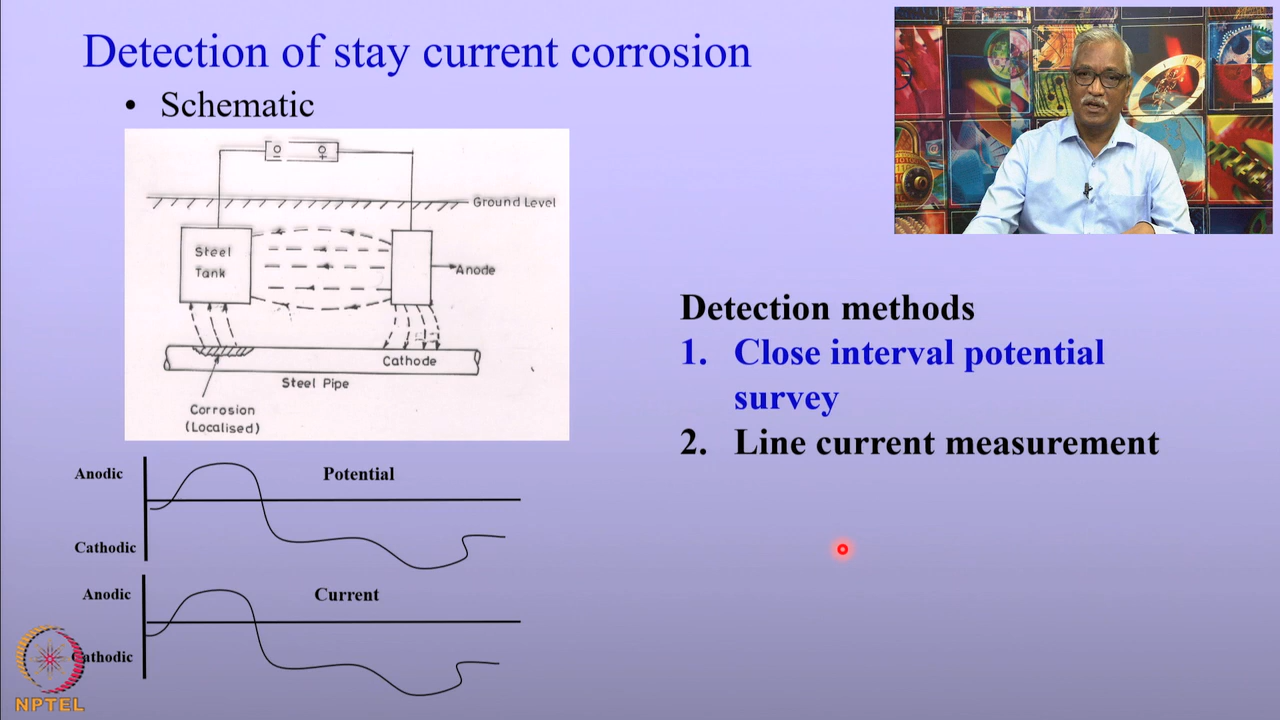 Detection of stay current corrosion
• Schematic
Ground Level
Steel
Tank
Anode
Cathode
Steel Pipe
Corrosion
(Localised)
Anodic
Potential
Cathodic
Anodic
Current
Cathodic
Detection methods
1. Close interval potential
survey
2. Line current measurement
NPTEL